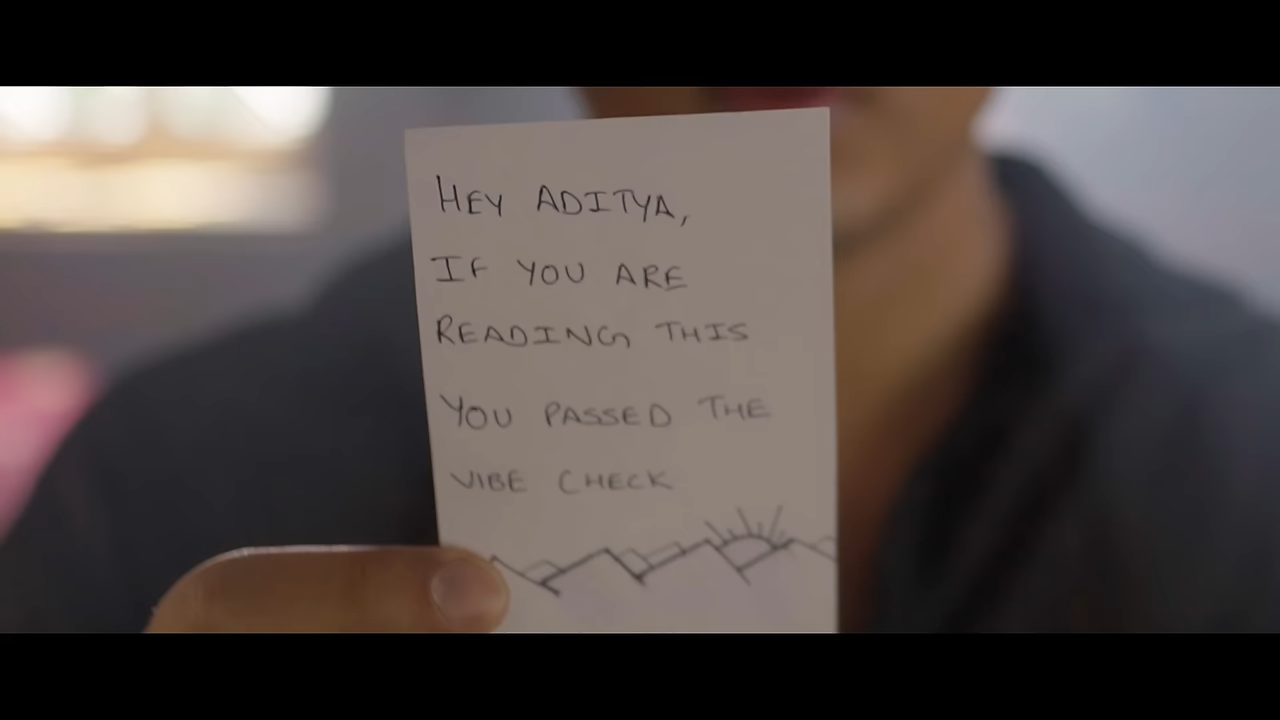 HEY ADITYA,
IF YOU ARE
READING THIS
YOU PASSED THE
VIBE CHECK